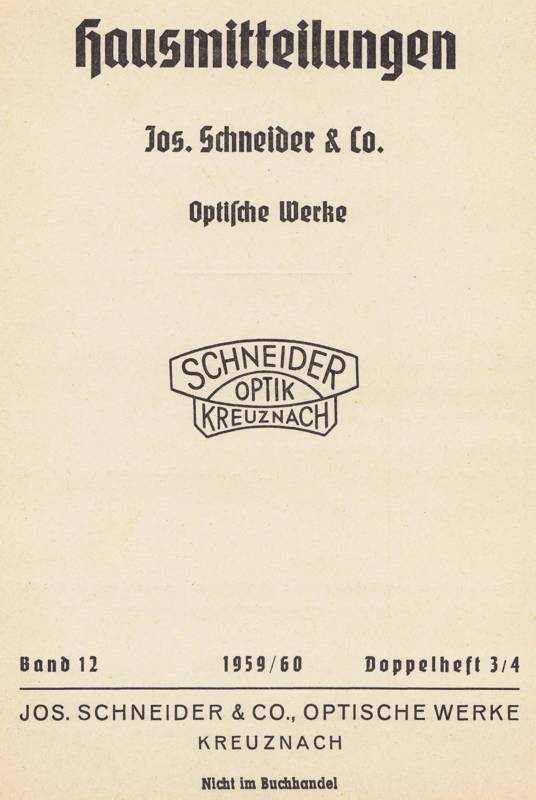 Hausmitteilungen
Jos. Schneider & Co.
Optische Werke
SCHNEIDER
OPTIK
KREUZNACH
Band 12 1959/60 Doppelheft 3/4
JOS. SCHNEIDER & CO., OPTISCHE WERKE
KREUZNACH
Nicht im Buchhandel